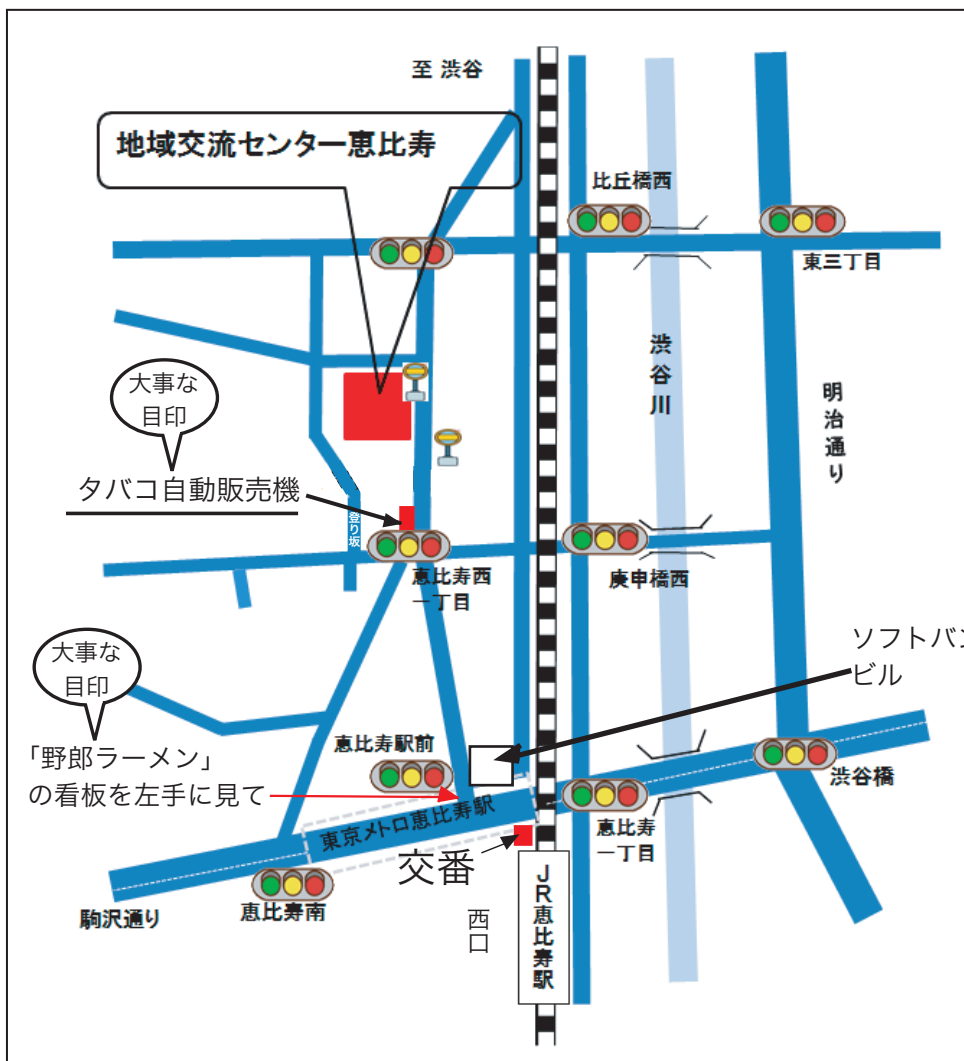 至 渋谷
地域交流センター恵比寿
比丘橋西
東三丁目
渋谷川
明治通り
大事な
目印
タバコ自動販売機
登り坂
恵比寿西
一丁目
庚申橋西
大事な
目印
ソフトバン
ビル
「野郎ラーメン」
の看板を左手に見て
恵比寿駅前
渋谷橋
東京メトロ恵比寿駅
恵比寿
一丁目
交番
恵比寿南
駒沢通り
西口
JR恵比寿駅